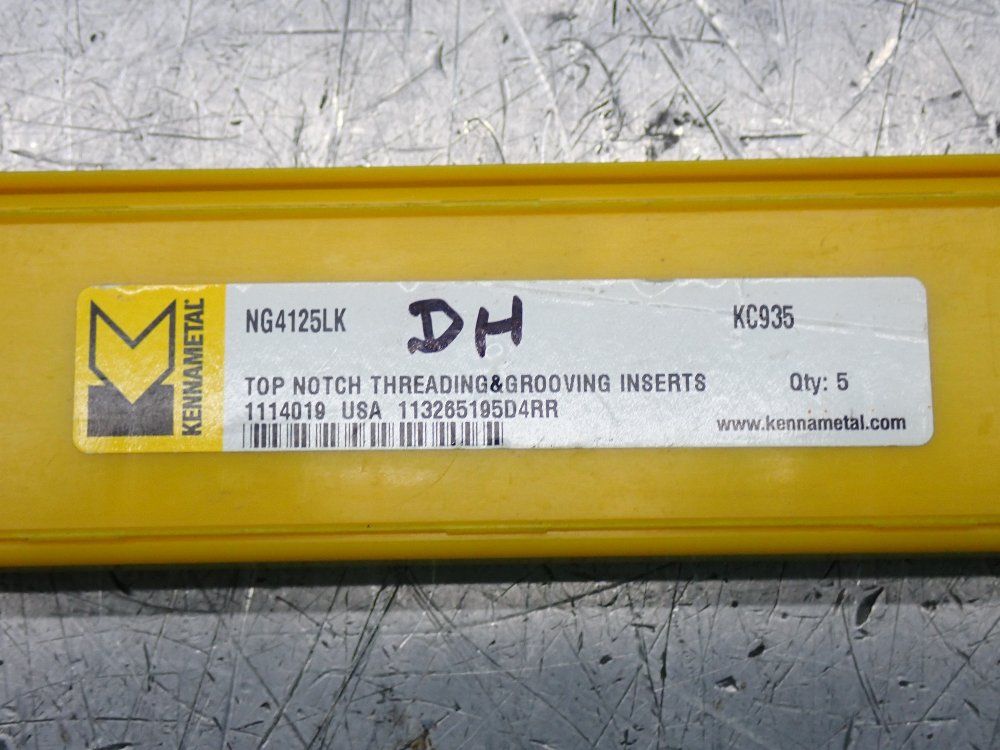 KENNAMETAL
NG4125LK DH KC935
TOP NOTCH THREADING&GROOVING INSERTS Qty: 5
1114019 USA 113265195D4RR
www.kennametal.com